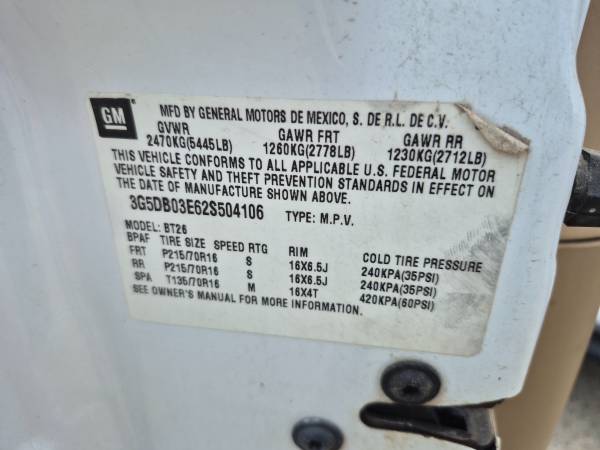 GM
MFD BY GENERAL MOTORS DE MEXICO, S. DE R.L. DE C.V.
GVWR GAWR FRT GAWR RR
2470KG(5445LB) 1260KG(2778LB) 1230KG(2712LB)
THIS VEHICLE CONFORMS TO ALL APPLICABLE U.S. FEDERAL MOTOR
VEHICLE SAFETY AND THEFT PREVENTION STANDARDS IN EFFECT ON
THE DATE OF MANUFACTURE SHOWN ABOVE.
3G5DB03E62S504106 TYPE: M.P.V.
MODEL: BT26
BPAF TIRE SIZE SPEED RTG RIM COLD TIRE PRESSURE
FRT P215/70R16 S 16X6.5J 240KPA(35PSI)
RR P215/70R16 S 16X6.5J 240KPA(35PSI)
SPA T135/70R16 M 16X4T 420KPA(60PSI)
SEE OWNER'S MANUAL FOR MORE INFORMATION.